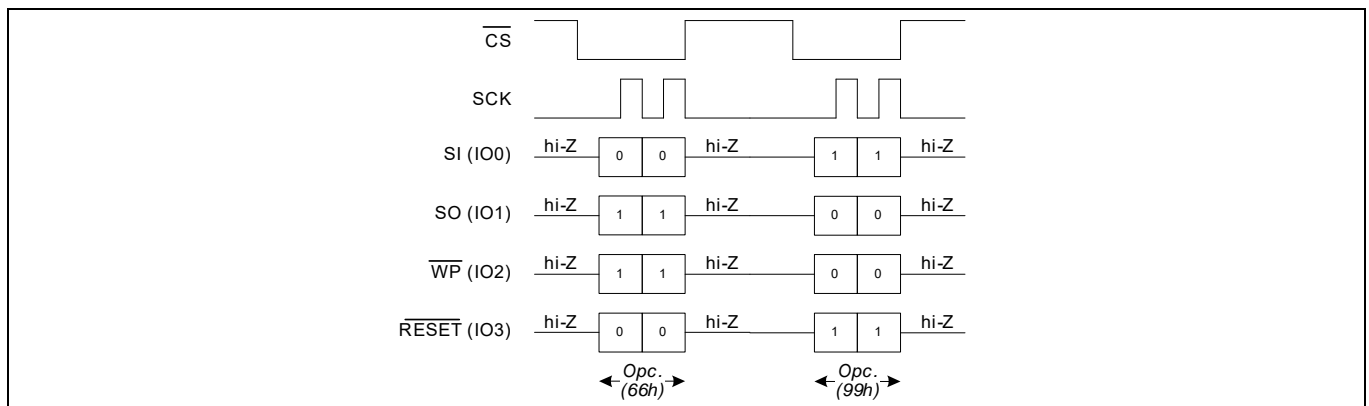 CS
SCK
SI (IO0) hi-Z 0 0 hi-Z 1 1 hi-Z
SO (IO1) hi-Z 1 1 hi-Z 0 0 hi-Z
WP (IO2) hi-Z 1 1 hi-Z 0 0 hi-Z
RESET (IO3) hi-Z 0 0 hi-Z 1 1 hi-Z
Opc. Opc.
(66h) (99h)